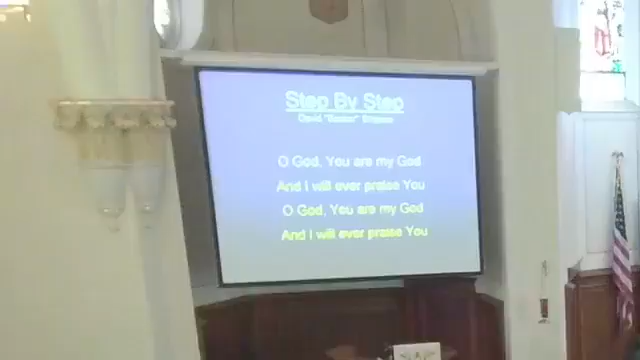 Step By Step
David
O God, You are my God
And I will ever praise You
O God, You are my God
And I will ever praise You